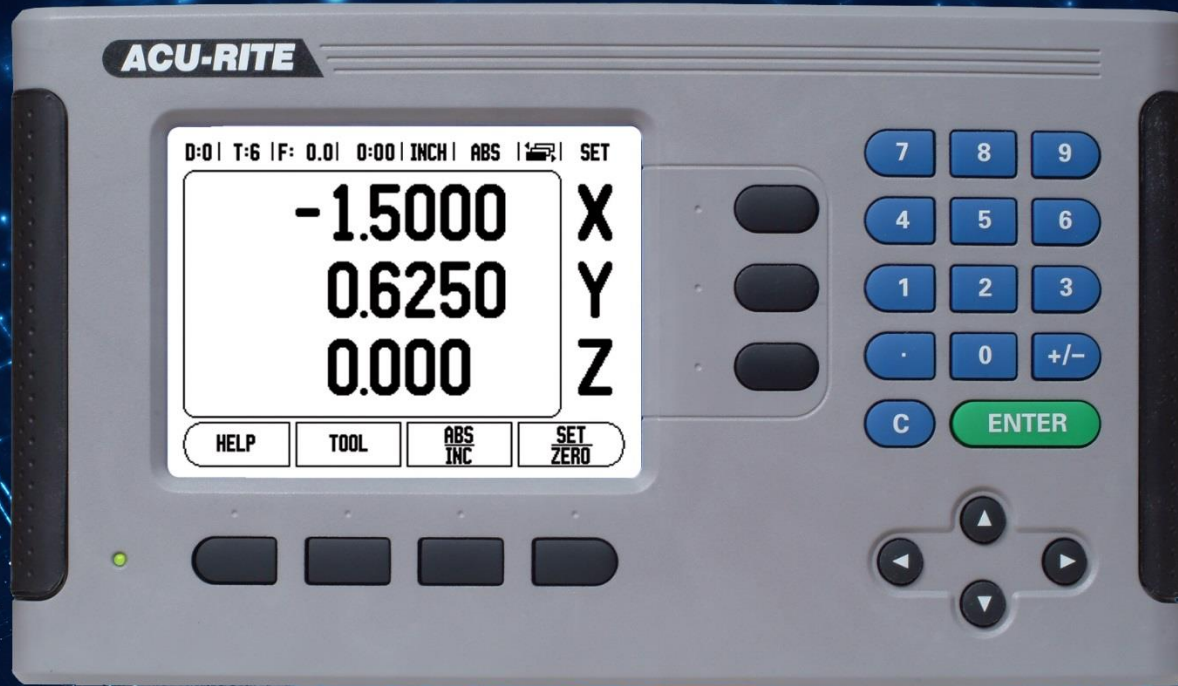 ACU-RITE
D:0 | T:6 | F: 0.0 | 0:00 | INCH | ABS | SET
-1.5000 X
0.6250 Y
0.000 Z
HELP TOOL ABS/INC SET/ZERO
7 8 9
4 5 6
1 2 3
. 0 +/-
C ENTER